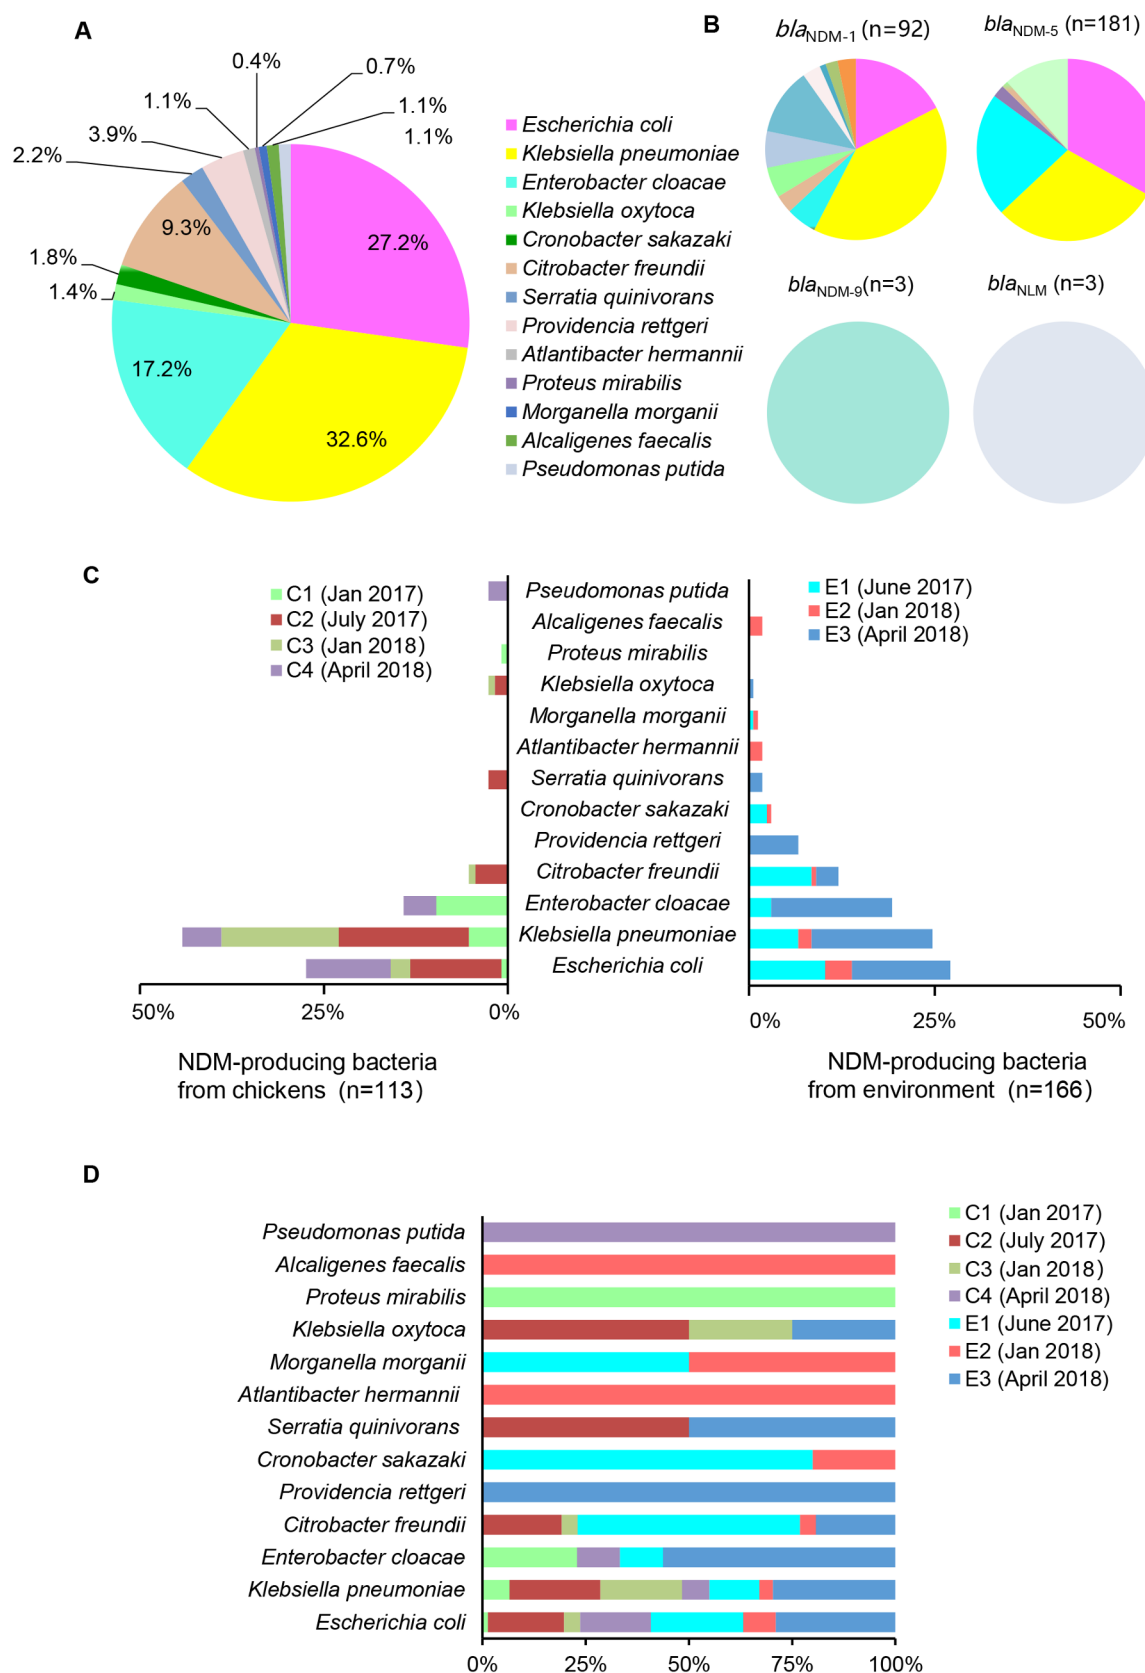 A
0.4%
0.7%
1.1%
1.1%
1.1%
3.9%
2.2%
9.3%
1.8%
1.4%
17.2%
27.2%
32.6%
Escherichia coli
Klebsiella pneumoniae
Enterobacter cloacae
Klebsiella oxytoca
Cronobacter sakazaki
Citrobacter freundii
Serratia quinivorans
Providencia rettgeri
Atlantibacter hermannii
Proteus mirabilis
Morganella morganii
Alcaligenes faecalis
Pseudomonas putida
B
blaNDM-1 (n=92)
blaNDM-5 (n=181)
blaNDM-9(n=3)
blaNLM (n=3)
C
C1 (Jan 2017)
C2 (July 2017)
C3 (Jan 2018)
C4 (April 2018)
Pseudomonas putida
Alcaligenes faecalis
Proteus mirabilis
Klebsiella oxytoca
Morganella morganii
Atlantibacter hermannii
Serratia quinivorans
Cronobacter sakazaki
Providencia rettgeri
Citrobacter freundii
Enterobacter cloacae
Klebsiella pneumoniae
Escherichia coli
E1 (June 2017)
E2 (Jan 2018)
E3 (April 2018)
50% 25% 0%
0% 25% 50%
NDM-producing bacteria
from chickens (n=113)
NDM-producing bacteria
from environment (n=166)
D
Pseudomonas putida
Alcaligenes faecalis
Proteus mirabilis
Klebsiella oxytoca
Morganella morganii
Atlantibacter hermannii
Serratia quinivorans
Cronobacter sakazaki
Providencia rettgeri
Citrobacter freundii
Enterobacter cloacae
Klebsiella pneumoniae
Escherichia coli
0% 25% 50% 75% 100%
C1 (Jan 2017)
C2 (July 2017)
C3 (Jan 2018)
C4 (April 2018)
E1 (June 2017)
E2 (Jan 2018)
E3 (April 2018)